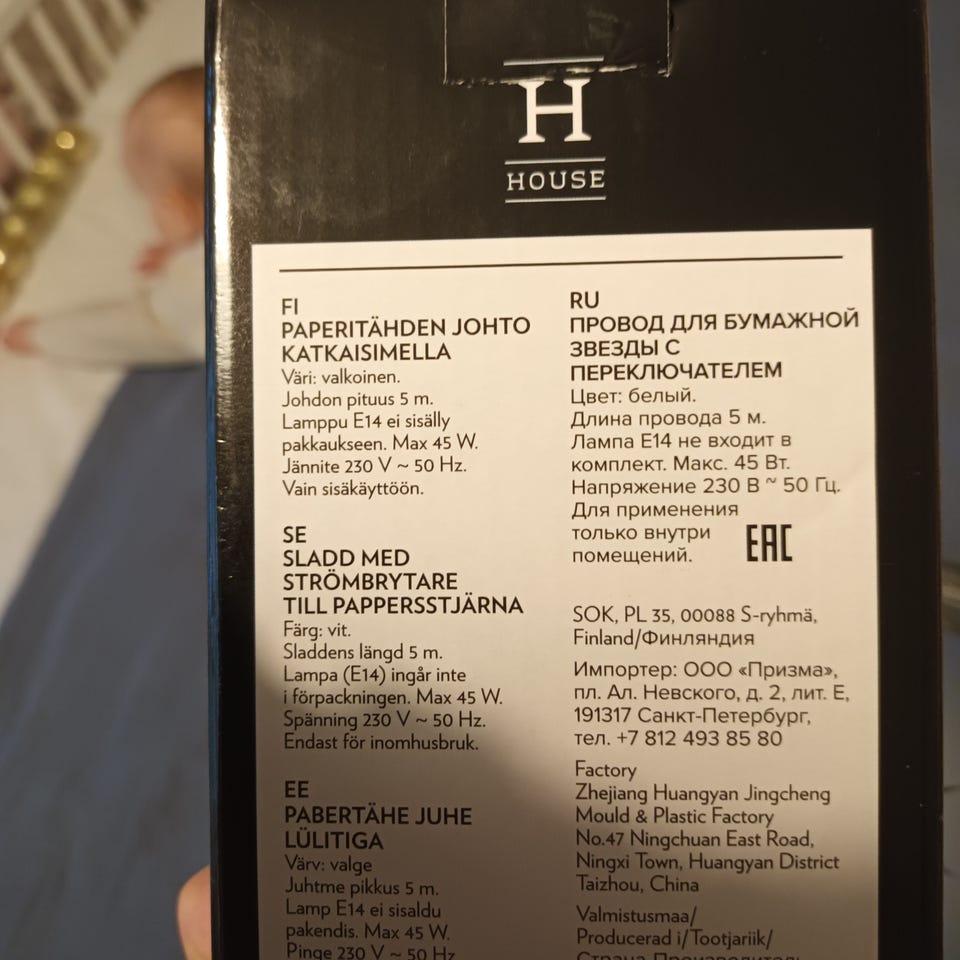 H
HOUSE
FI
PAPERITÄHDEN JOHTO
KATKAISIMELLA
Väri: valkoinen.
Johdon pituus 5 m.
Lamppu E14 ei sisälly
pakkaukseen. Max 45 W.
Jännite 230 V ~ 50 Hz.
Vain sisäkäyttöön.
SE
SLADD MED
STRÖMBRYTARE
TILL PAPPERSSTJÄRNA
Färg: vit.
Sladdens längd 5 m.
Lampa (E14) ingår inte
i förpackningen. Max 45 W.
Spänning 230 V ~ 50 Hz.
Endast för inomhusbruk.
EE
PABERTÄHE JUHE
LÜLITIGA
Värv: valge
Juhtme pikkus 5 m.
Lamp E14 ei sisaldu
pakendis. Max 45 W.
Pinge 230 V ~ 50 Hz
RU
ПРОВОД ДЛЯ БУМАЖНОЙ
ЗВЕЗДЫ С
ПЕРЕКЛЮЧАТЕЛЕМ
Цвет: белый.
Длина провода 5 м.
Лампа E14 не входит в
комплект. Макс. 45 Вт.
Напряжение 230 В ~ 50 Гц.
Для применения
только внутри
помещений.
EAC
SOK, PL 35, 00088 S-ryhmä,
Finland/Финляндия
Импортер: ООО «Призма»,
пл. Ал. Невского, д. 2, лит. Е,
191317 Санкт-Петербург,
тел. +7 812 493 85 80
Factory
Zhejiang Huangyan Jingcheng
Mould & Plastic Factory
No.47 Ningchuan East Road,
Ningxi Town, Huangyan District
Taizhou, China
Valmistusmaa/
Producerad i/Tootjariik/
Страна Производитель